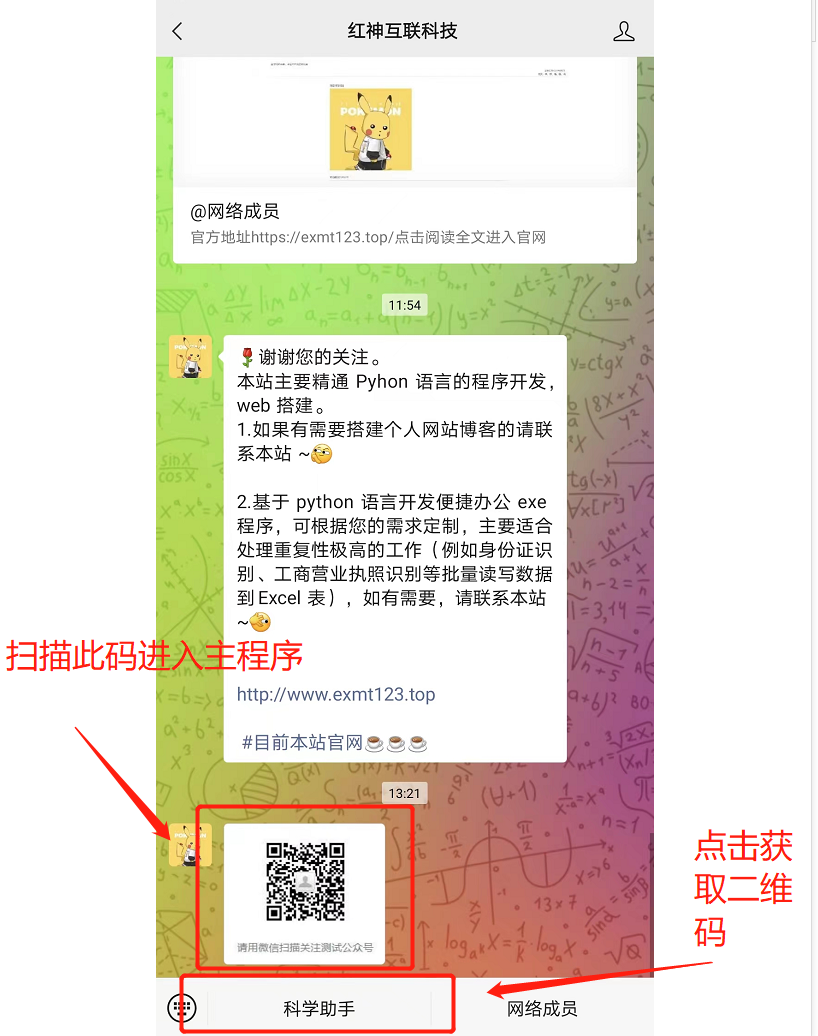 红神互联科技
POKEMON
@网络成员
官方地址https://exmt123.top/点击阅读全文进入官网
11:54
🌹谢谢您的关注。
本站主要精通 Pyhon 语言的程序开发，
web 搭建。
1.如果有需要搭建个人网站博客的请联
系本站 ~
2.基于 python 语言开发便捷办公 exe
程序，可根据您的需求定制，主要适合
处理重复性极高的工作（例如身份证识
别、工商营业执照识别等批量读写数据
到Excel 表），如有需要，请联系本站
~
扫描此码进入主程序
http://www.exmt123.top
#目前本站官网☕☕☕
13:21
请用微信扫描关注测试公众号
点击获
取二维
码
科学助手
网络成员